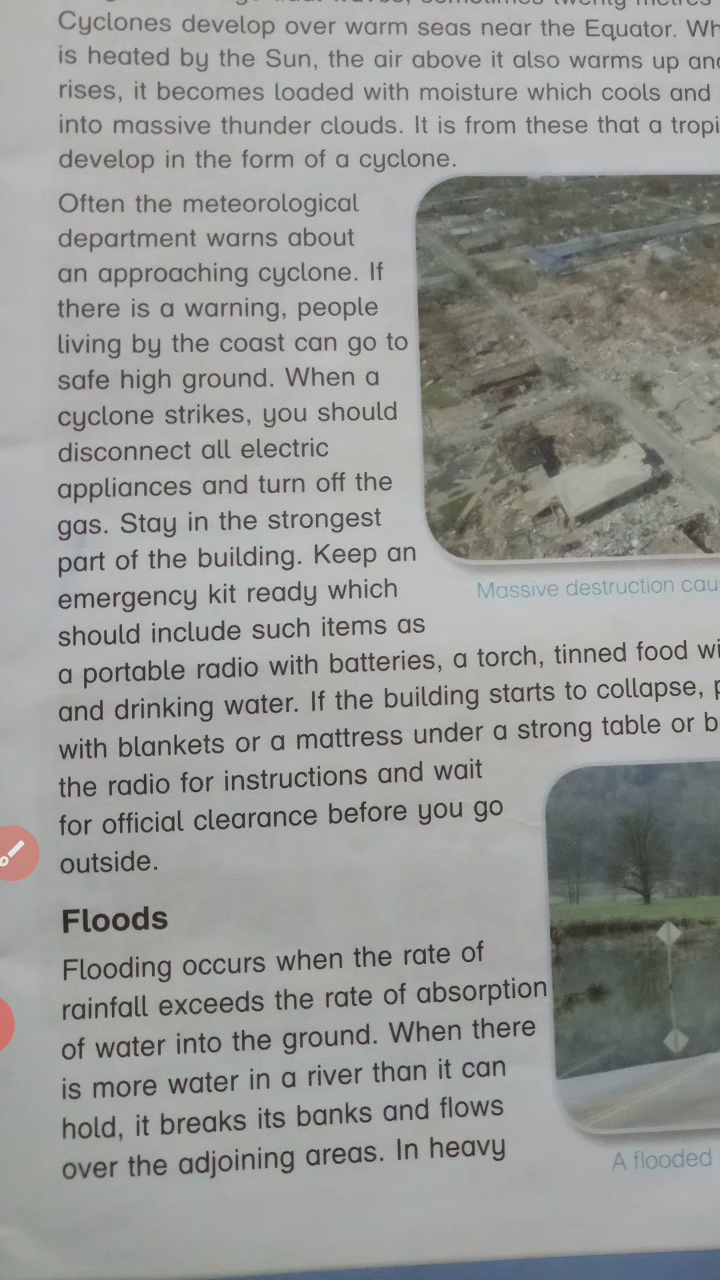 Cyclones develop over warm seas near the Equator. Wh
is heated by the Sun, the air above it also warms up an
rises, it becomes loaded with moisture which cools and
into massive thunder clouds. It is from these that a tropi
develop in the form of a cyclone.
Often the meteorological
department warns about
an approaching cyclone. If
there is a warning, people
living by the coast can go to
safe high ground. When a
cyclone strikes, you should
disconnect all electric
appliances and turn off the
gas. Stay in the strongest
part of the building. Keep an
emergency kit ready which
should include such items as
a portable radio with batteries, a torch, tinned food wi
and drinking water. If the building starts to collapse, p
with blankets or a mattress under a strong table or b
the radio for instructions and wait
for official clearance before you go
outside.
Massive destruction cau
Floods
Flooding occurs when the rate of
rainfall exceeds the rate of absorption
of water into the ground. When there
is more water in a river than it can
hold, it breaks its banks and flows
over the adjoining areas. In heavy
A flooded